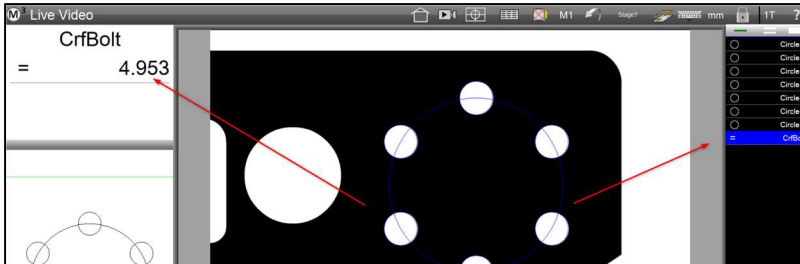 M3 Live Video
M1
Stage?
mm
1T
?
CrfBolt
= 4.953
Circle
Circle
Circle
Circle
Circle
Circle
Circle
= CrfBo